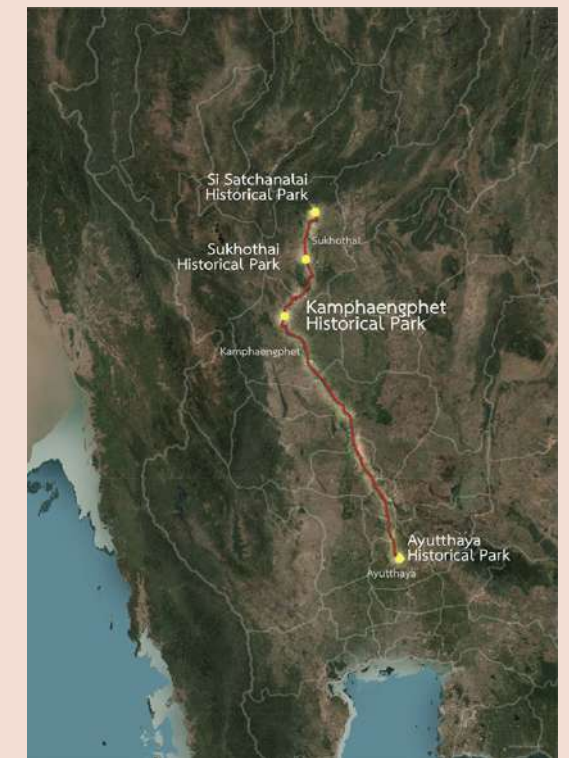 Si Satchanalai
Historical Park
Sukhothai
Sukhothai
Historical Park
Kamphaengphet
Historical Park
Kamphaengphet
Ayutthaya
Historical Park
Ayutthaya